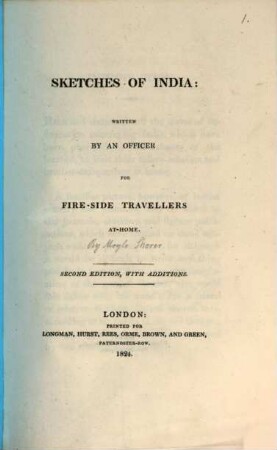 1.
SKETCHES OF INDIA:
WRITTEN
BY AN OFFICER
FOR
FIRE-SIDE TRAVELLERS
AT-HOME.
By Moyle Sherer
SECOND EDITION, WITH ADDITIONS.
LONDON:
PRINTED FOR
LONGMAN, HURST, REES, ORME, BROWN, AND GREEN,
PATERNOSTER-ROW.
1824.